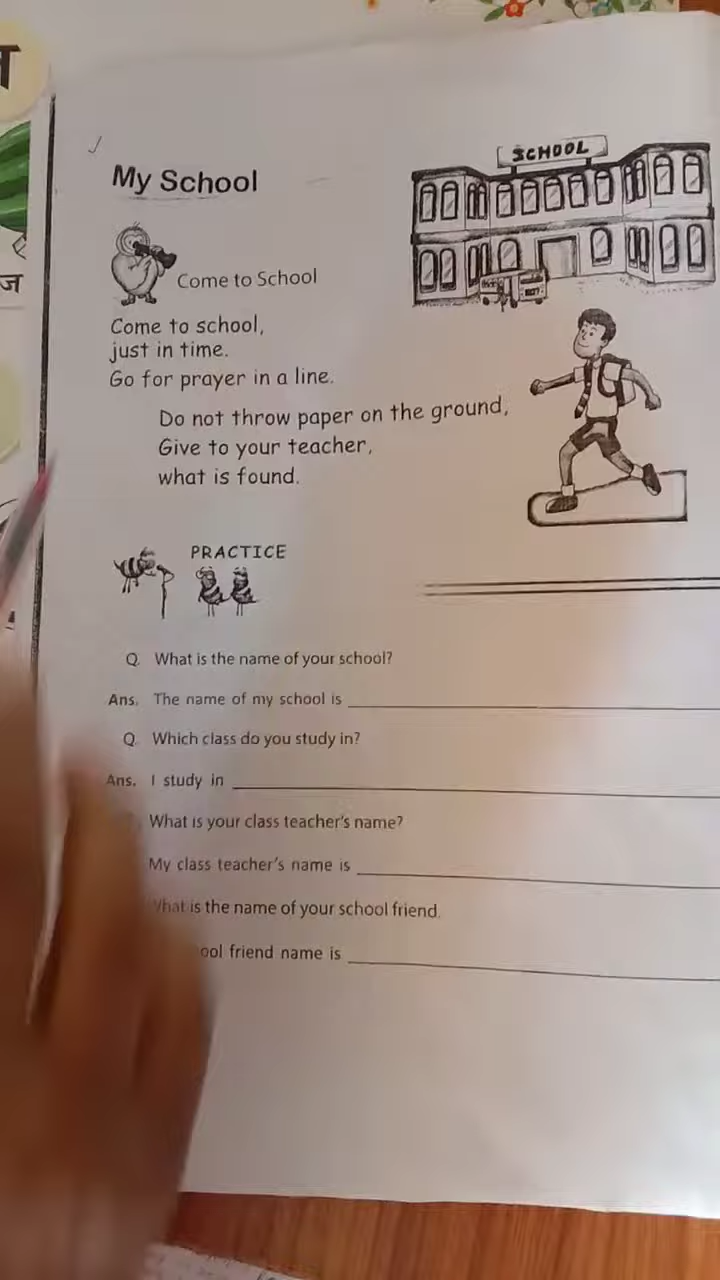 SCHOOL
My School
Come to School
Come to school,
just in time.
Go for prayer in a line.
Do not throw paper on the ground,
Give to your teacher,
what is found.
PRACTICE
Q. What is the name of your school?
Ans. The name of my school is
Q. Which class do you study in?
Ans. I study in
What is your class teacher's name?
My class teacher's name is
What is the name of your school friend.
friend name is
ज